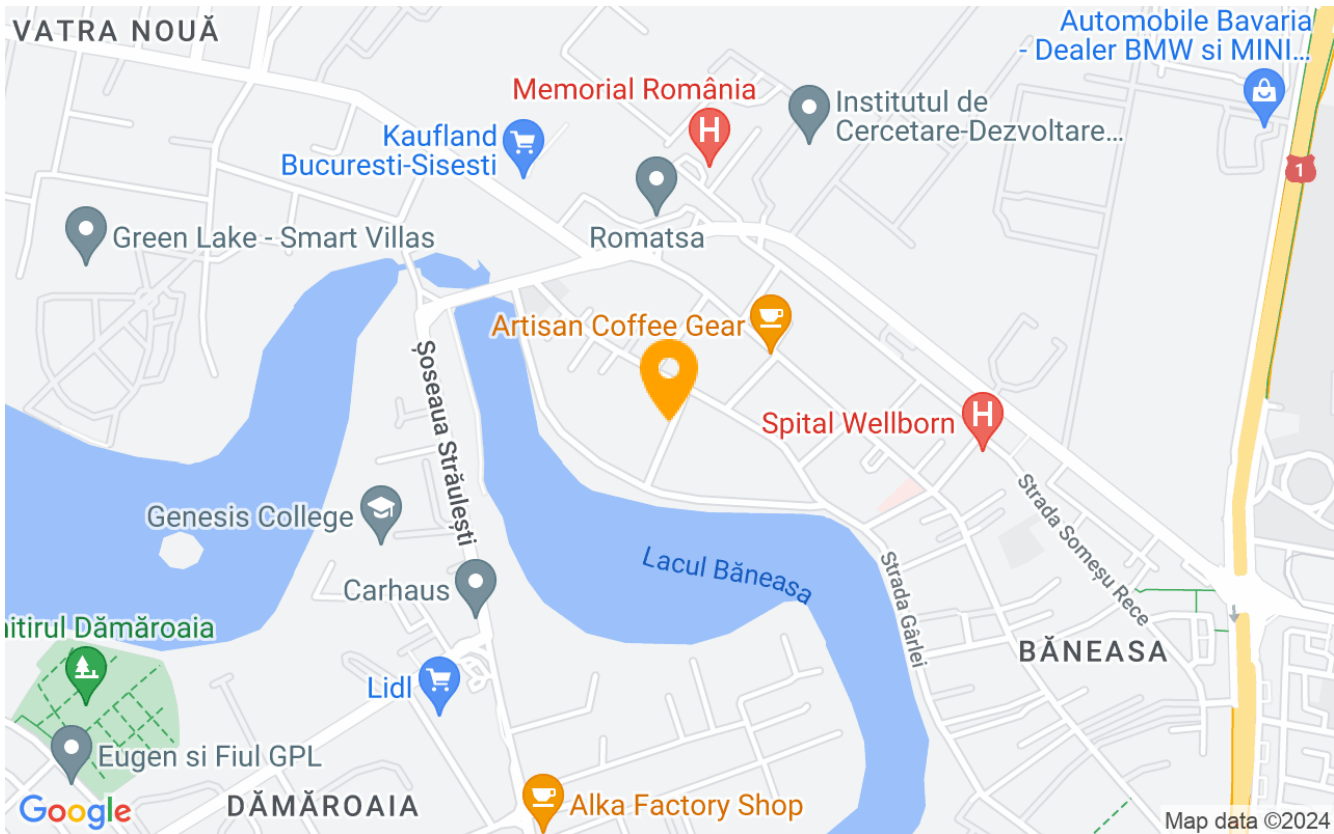 VATRA NOUĂ
Automobile Bavaria
- Dealer BMW si MINI...
Memorial România
H
Institutul de
Cercetare-Dezvoltare...
Kaufland
Bucuresti-Sisesti
1
Green Lake - Smart Villas
Romatsa
Artisan Coffee Gear
Șoseaua Străulești
Spital Wellborn
H
Genesis College
Strada Someșu Rece
Lacul Băneasa
Carhaus
Strada Gârlei
nitirul Dămăroaia
BĂNEASA
Lidl
Eugen si Fiul GPL
DĂMĂROAIA
Alka Factory Shop
Google
Map data ©2024